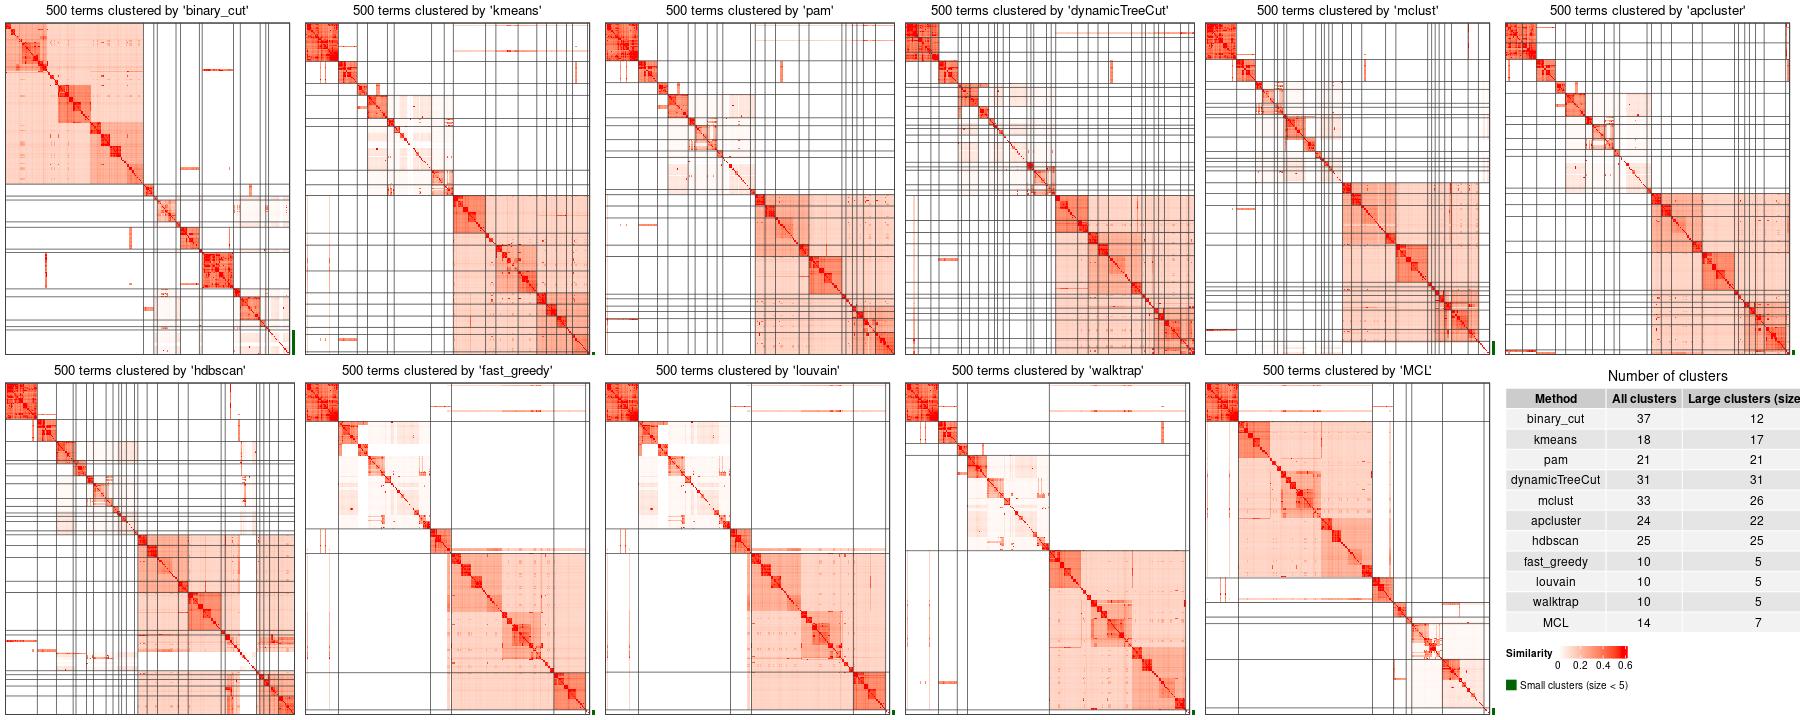 500 terms clustered by 'binary_cut'
500 terms clustered by 'kmeans'
500 terms clustered by 'pam'
500 terms clustered by 'dynamicTreeCut'
500 terms clustered by 'mclust'
500 terms clustered by 'apcluster'
500 terms clustered by 'hdbscan'
500 terms clustered by 'fast_greedy'
500 terms clustered by 'louvain'
500 terms clustered by 'walktrap'
500 terms clustered by 'MCL'
Number of clusters
Method All clusters Large clusters (size
binary_cut 37 12
kmeans 18 17
pam 21 21
dynamicTreeCut 31 31
mclust 33 26
apcluster 24 22
hdbscan 25 25
fast_greedy 10 5
louvain 10 5
walktrap 10 5
MCL 14 7
Similarity
0 0.2 0.4 0.6
Small clusters (size < 5)